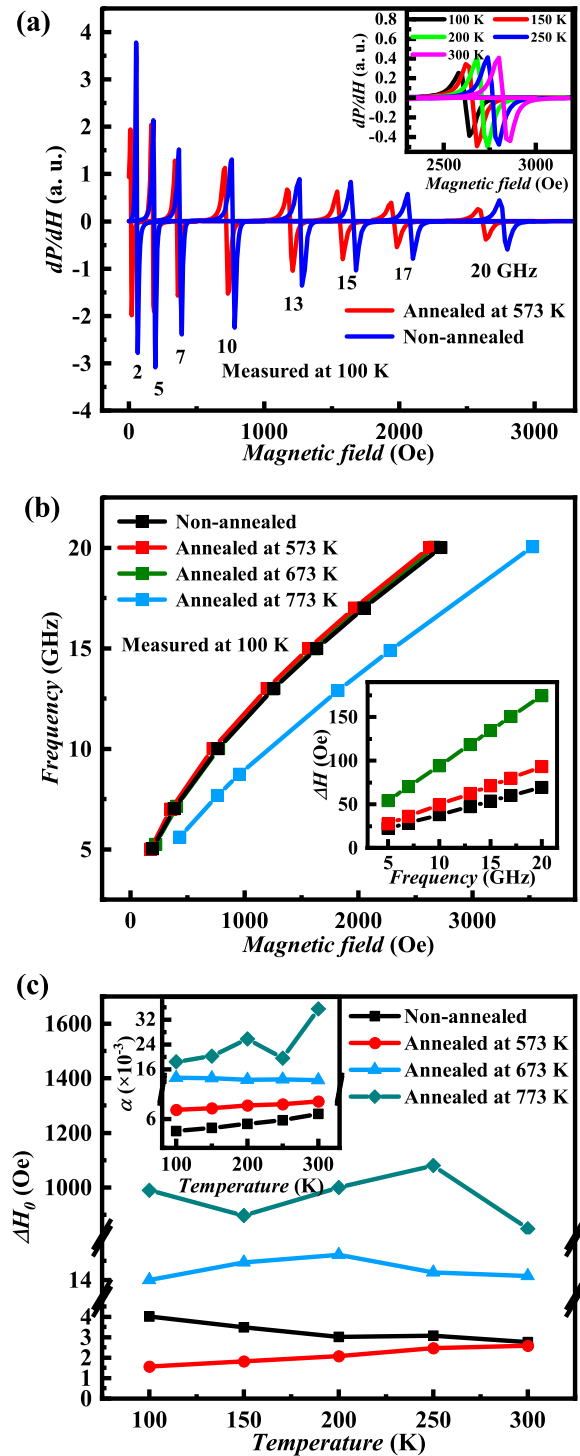 (a)
100 K 150 K
200 K 250 K
300 K
dP/dH (a. u.)
0.8
0.6
0.4
0.2
0.0
-0.2
-0.4
2500 3000
Magnetic field (Oe)
dP/dH (a. u.)
4
3
2
1
0
-1
-2
-3
-4
2 5 7 10 13 15 17 20 GHz
Annealed at 573 K
Non-annealed
Measured at 100 K
0 1000 2000 3000
Magnetic field (Oe)
(b)
Non-annealed
Annealed at 573 K
Annealed at 673 K
Annealed at 773 K
Measured at 100 K
Frequency (GHz)
20
15
10
5
ΔH (Oe)
150
100
50
0
5 10 15 20
Frequency (GHz)
0 1000 2000 3000
Magnetic field (Oe)
(c)
Non-annealed
Annealed at 573 K
Annealed at 673 K
Annealed at 773 K
α (×10⁻³)
32
24
16
6
100 200 300
Temperature (K)
ΔH₀ (Oe)
1600
1400
1200
1000
14
4
3
2
1
0
100 150 200 250 300
Temperature (K)